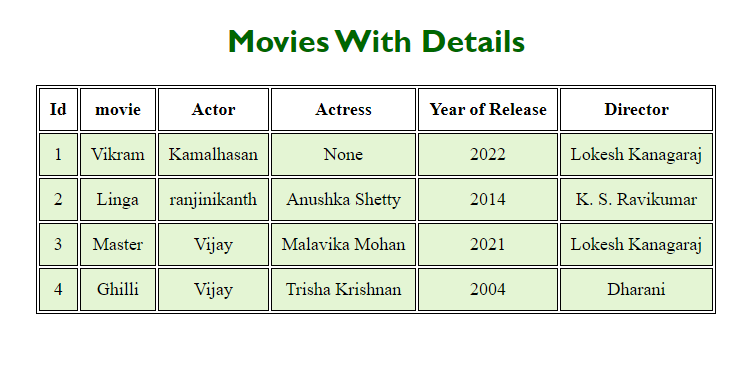 Movies With Details
Id movie Actor Actress Year of Release Director
1 Vikram Kamalhasan None 2022 Lokesh Kanagaraj
2 Linga ranjinikanth Anushka Shetty 2014 K. S. Ravikumar
3 Master Vijay Malavika Mohan 2021 Lokesh Kanagaraj
4 Ghilli Vijay Trisha Krishnan 2004 Dharani